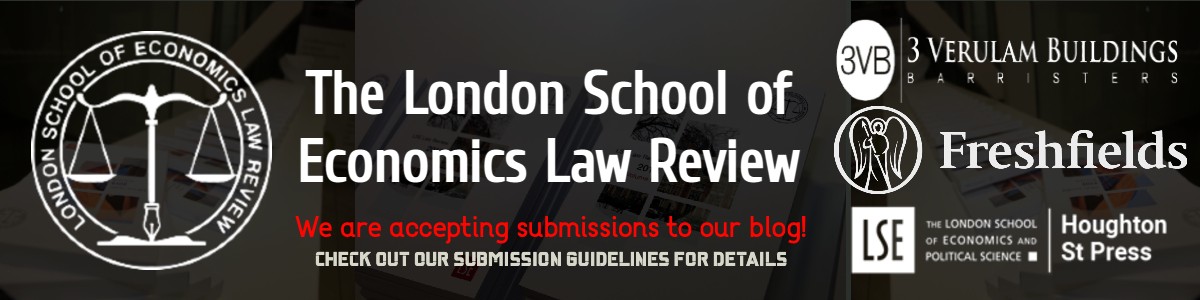 LONDON SCHOOL OF ECONOMICS LAW REVIEW
The London School of
Economics Law Review
We are accepting submissions to our blog!
CHECK OUT OUR SUBMISSION GUIDELINES FOR DETAILS
3VB
3 VERULAM BUILDINGS
BARRISTERS
Freshfields
LSE
THE LONDON SCHOOL
OF ECONOMICS AND
POLITICAL SCIENCE
Houghton
St Press